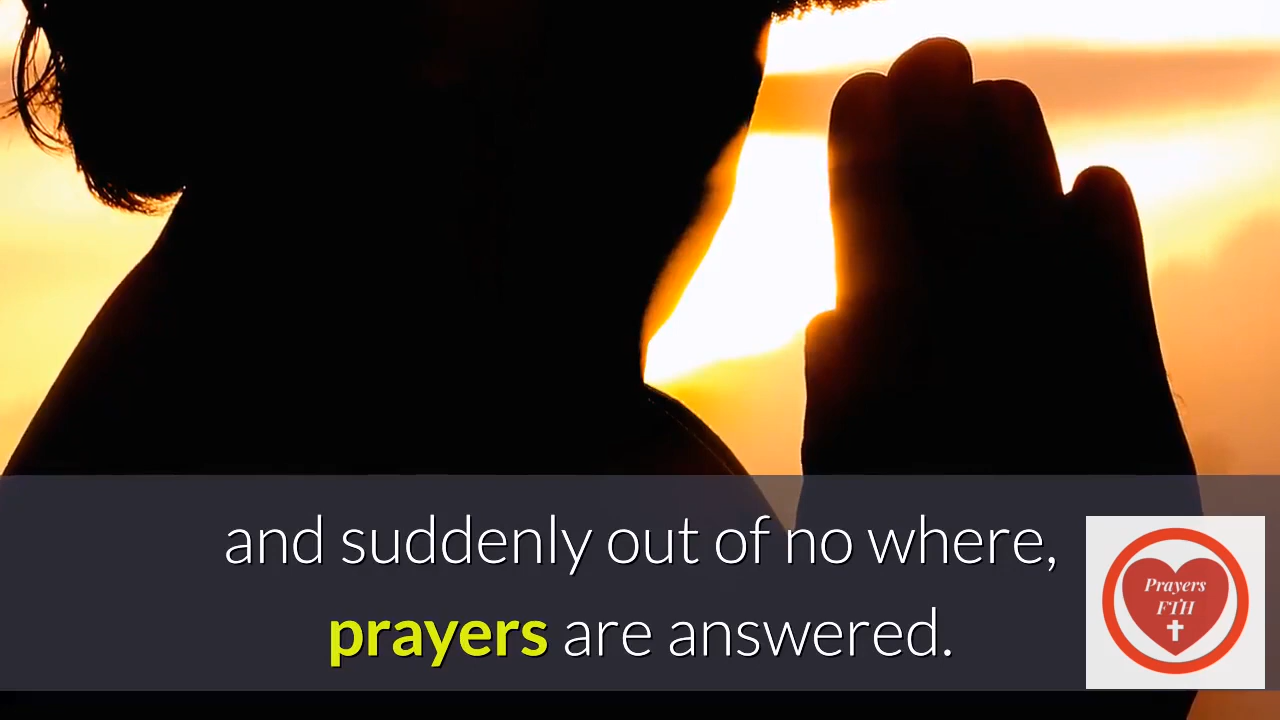 and suddenly out of no where,
prayers are answered.
Prayers
FTH